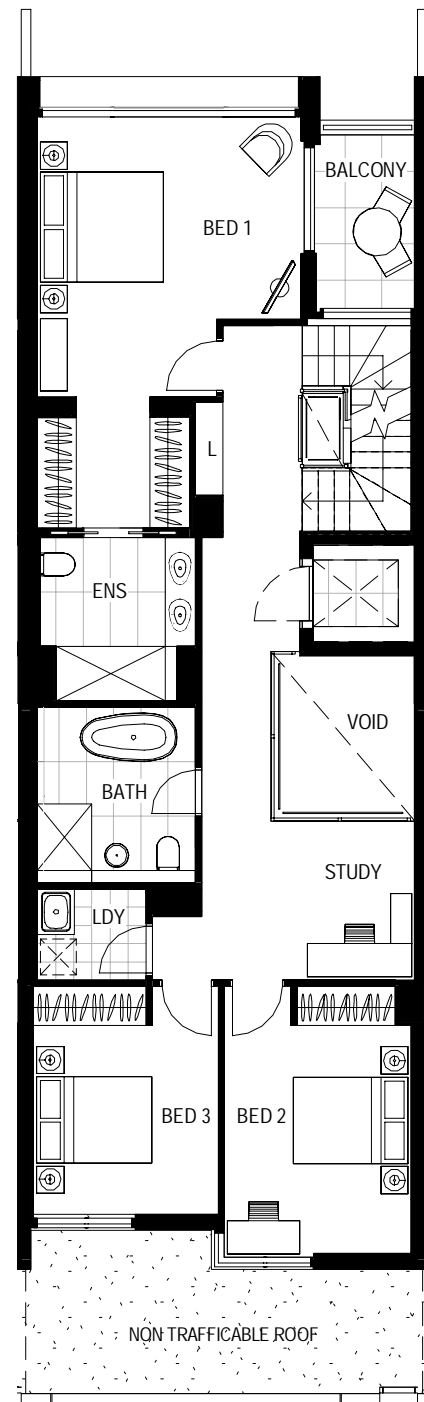 BALCONY
BED 1
L
ENS
VOID
BATH
STUDY
LDY
BED 3
BED 2
NON TRAFFICABLE ROOF